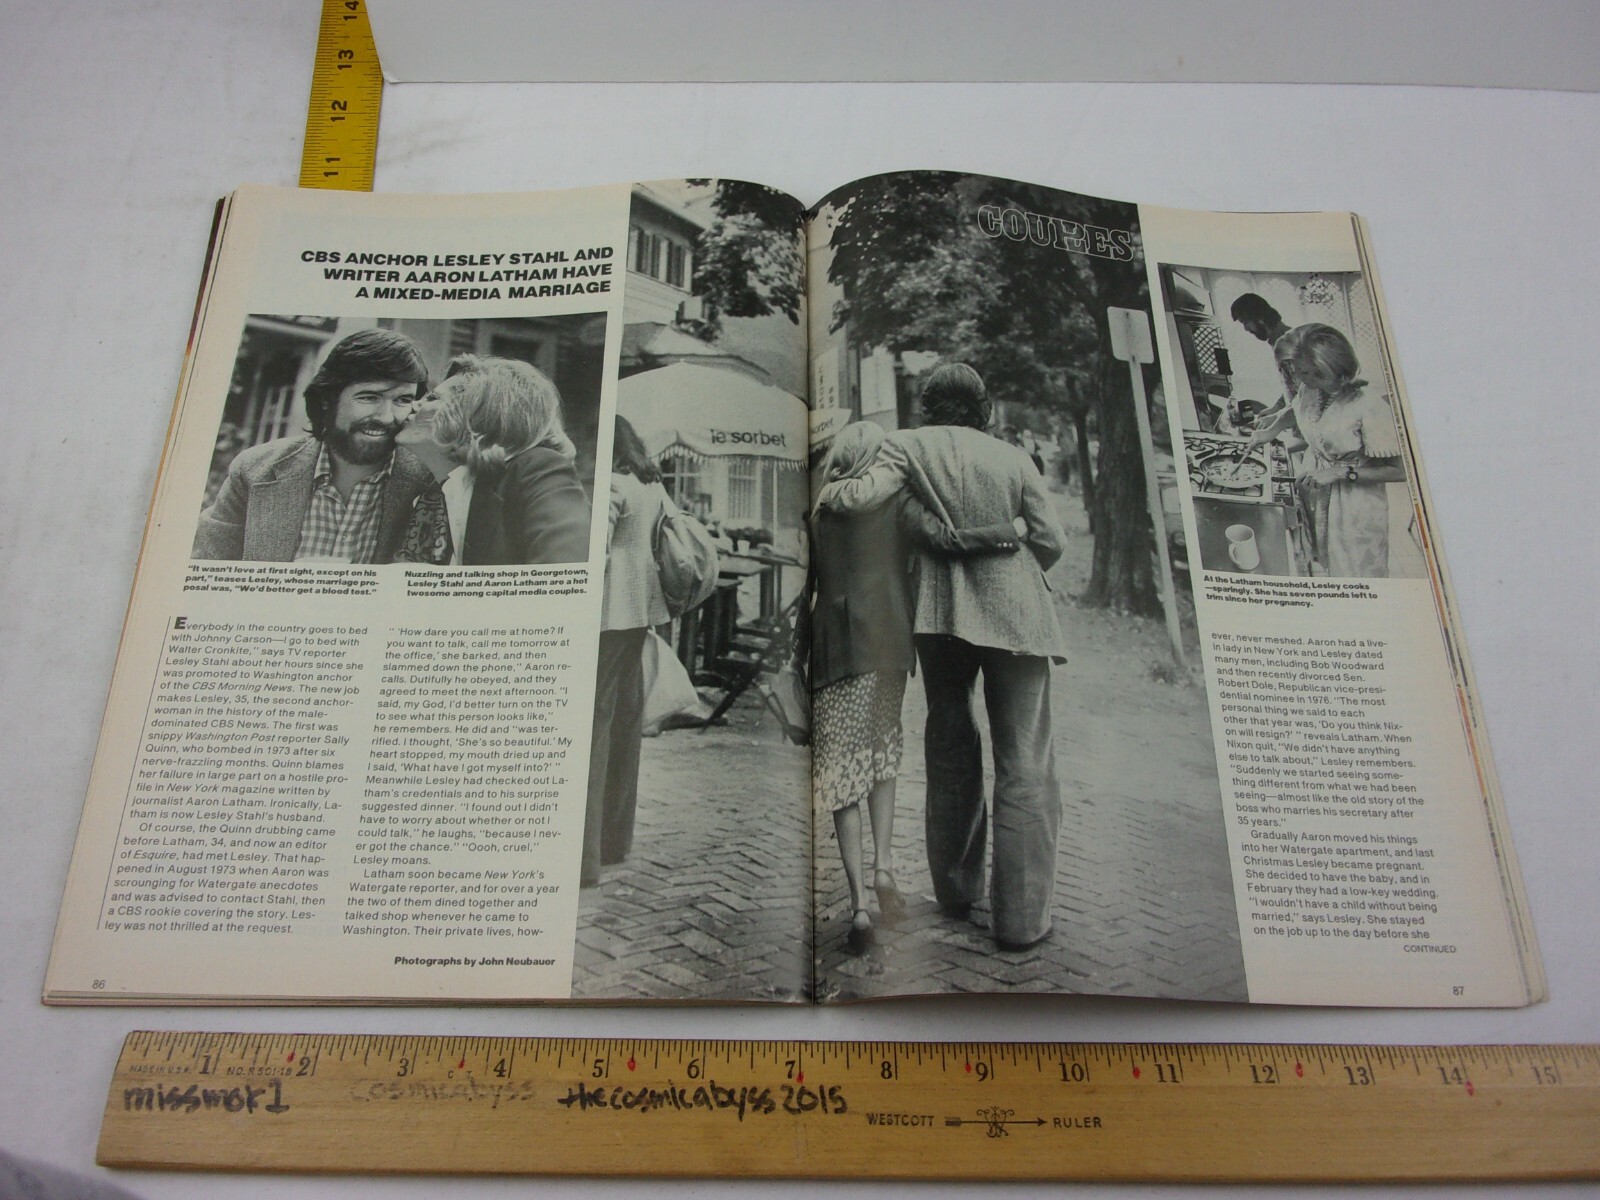 14
13
12
11
CBS ANCHOR LESLEY STAHL AND
WRITER AARON LATHAM HAVE
A MIXED-MEDIA MARRIAGE
"It wasn't love at first sight, except on his
part," teases Lesley, whose marriage pro-
posal was, "We'd better get a blood test."
Nuzzling and talking shop in Georgetown,
Lesley Stahl and Aaron Latham are a hot
twosome among capital media couples.
Everybody in the country goes to bed
with Johnny Carson—I go to bed with
Walter Cronkite," says TV reporter
Lesley Stahl about her hours since she
was promoted to Washington anchor
of the CBS Morning News. The new job
makes Lesley, 35, the second anchor-
woman in the history of the male-
dominated CBS News. The first was
snippy Washington Post reporter Sally
Quinn, who bombed in 1973 after six
nerve-frazzling months. Quinn blames
her failure in large part on a hostile pro-
file in New York magazine written by
journalist Aaron Latham. Ironically, La-
tham is now Lesley Stahl's husband.
Of course, the Quinn drubbing came
before Latham, 34, and now an editor
of Esquire, had met Lesley. That hap-
pened in August 1973 when Aaron was
scrounging for Watergate anecdotes
and was advised to contact Stahl, then
a CBS rookie covering the story. Les-
ley was not thrilled at the request.
" 'How dare you call me at home? If
you want to talk, call me tomorrow at
the office,' she barked, and then
slammed down the phone," Aaron re-
calls. Dutifully he obeyed, and they
agreed to meet the next afternoon. "I
said, my God, I'd better turn on the TV
to see what this person looks like,"
he remembers. He did and "was ter-
rified. I thought, 'She's so beautiful.' My
heart stopped, my mouth dried up and
I said, 'What have I got myself into?' "
Meanwhile Lesley had checked out La-
tham's credentials and to his surprise
suggested dinner. "I found out I didn't
have to worry about whether or not I
could talk," he laughs, "because I nev-
er got the chance." "Oooh, cruel,"
Lesley moans.
Latham soon became New York's
Watergate reporter, and for over a year
the two of them dined together and
talked shop whenever he came to
Washington. Their private lives, how-
Photographs by John Neubauer
86
le sorbet
sorbet
COUPLES
At the Latham household, Lesley cooks
—sparingly. She has seven pounds left to
trim since her pregnancy.
ever, never meshed. Aaron had a live-
in lady in New York and Lesley dated
many men, including Bob Woodward
and then recently divorced Sen.
Robert Dole, Republican vice-presi-
dential nominee in 1976. "The most
personal thing we said to each
other that year was, 'Do you think Nix-
on will resign?' " reveals Latham. When
Nixon quit, "We didn't have anything
else to talk about," Lesley remembers.
"Suddenly we started seeing some-
thing different from what we had been
seeing—almost like the old story of the
boss who marries his secretary after
35 years."
Gradually Aaron moved his things
into her Watergate apartment, and last
Christmas Lesley became pregnant.
She decided to have the baby, and in
February they had a low-key wedding.
"I wouldn't have a child without being
married," says Lesley. She stayed
on the job up to the day before she
CONTINUED
87
1 2 3 4 5 6 7 8 9 10 11 12 13 14 15
MADE IN U.S.A. NO. R501-18
missmok1 cosmicabyss thecosmicabyss2015
WESTCOTT RULER